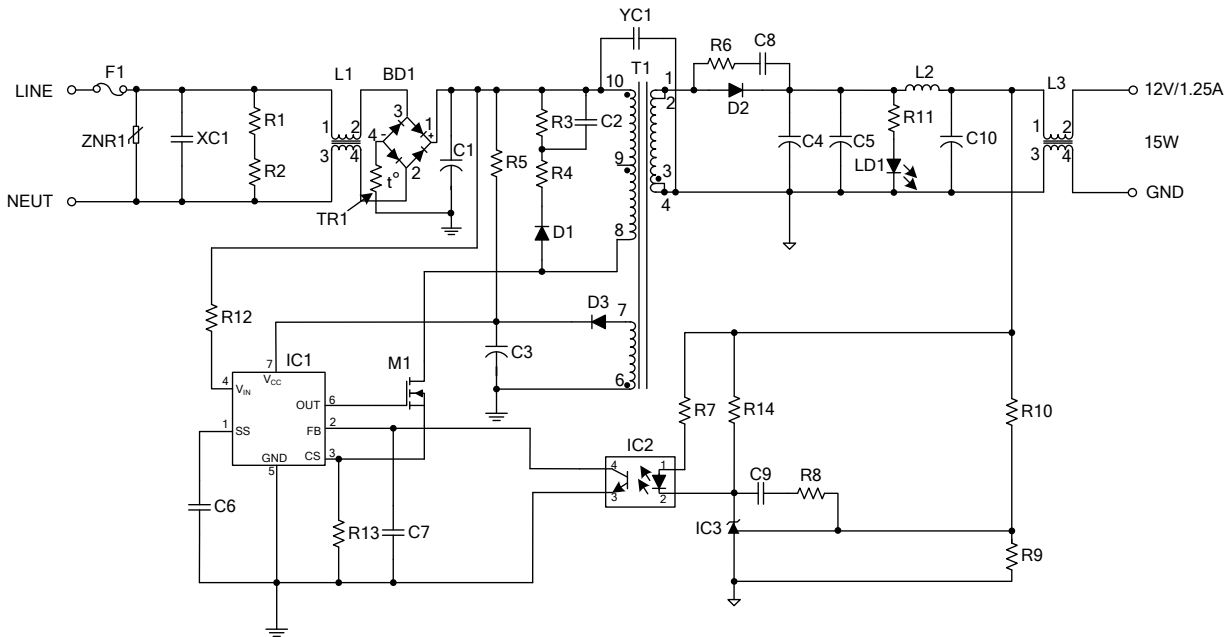 YC1
R6
C8
F1
L1
BD1
T1
L2
L3
LINE
10
1
2
D2
12V/1.25A
ZNR1
XC1
R1
R2
1
2
3
4
3
4
-
1
+
2
t°
TR1
C1
R5
R3
C2
R4
9
8
D1
3
4
C4
C5
R11
LD1
C10
1
2
3
4
15W
NEUT
GND
R12
D3
7
6
C3
IC1
M1
7
VCC
4
VIN
OUT
6
1
SS
FB
2
GND
CS
3
5
R7
R14
R10
IC2
4
1
3
2
C9
R8
C6
R13
C7
IC3
R9